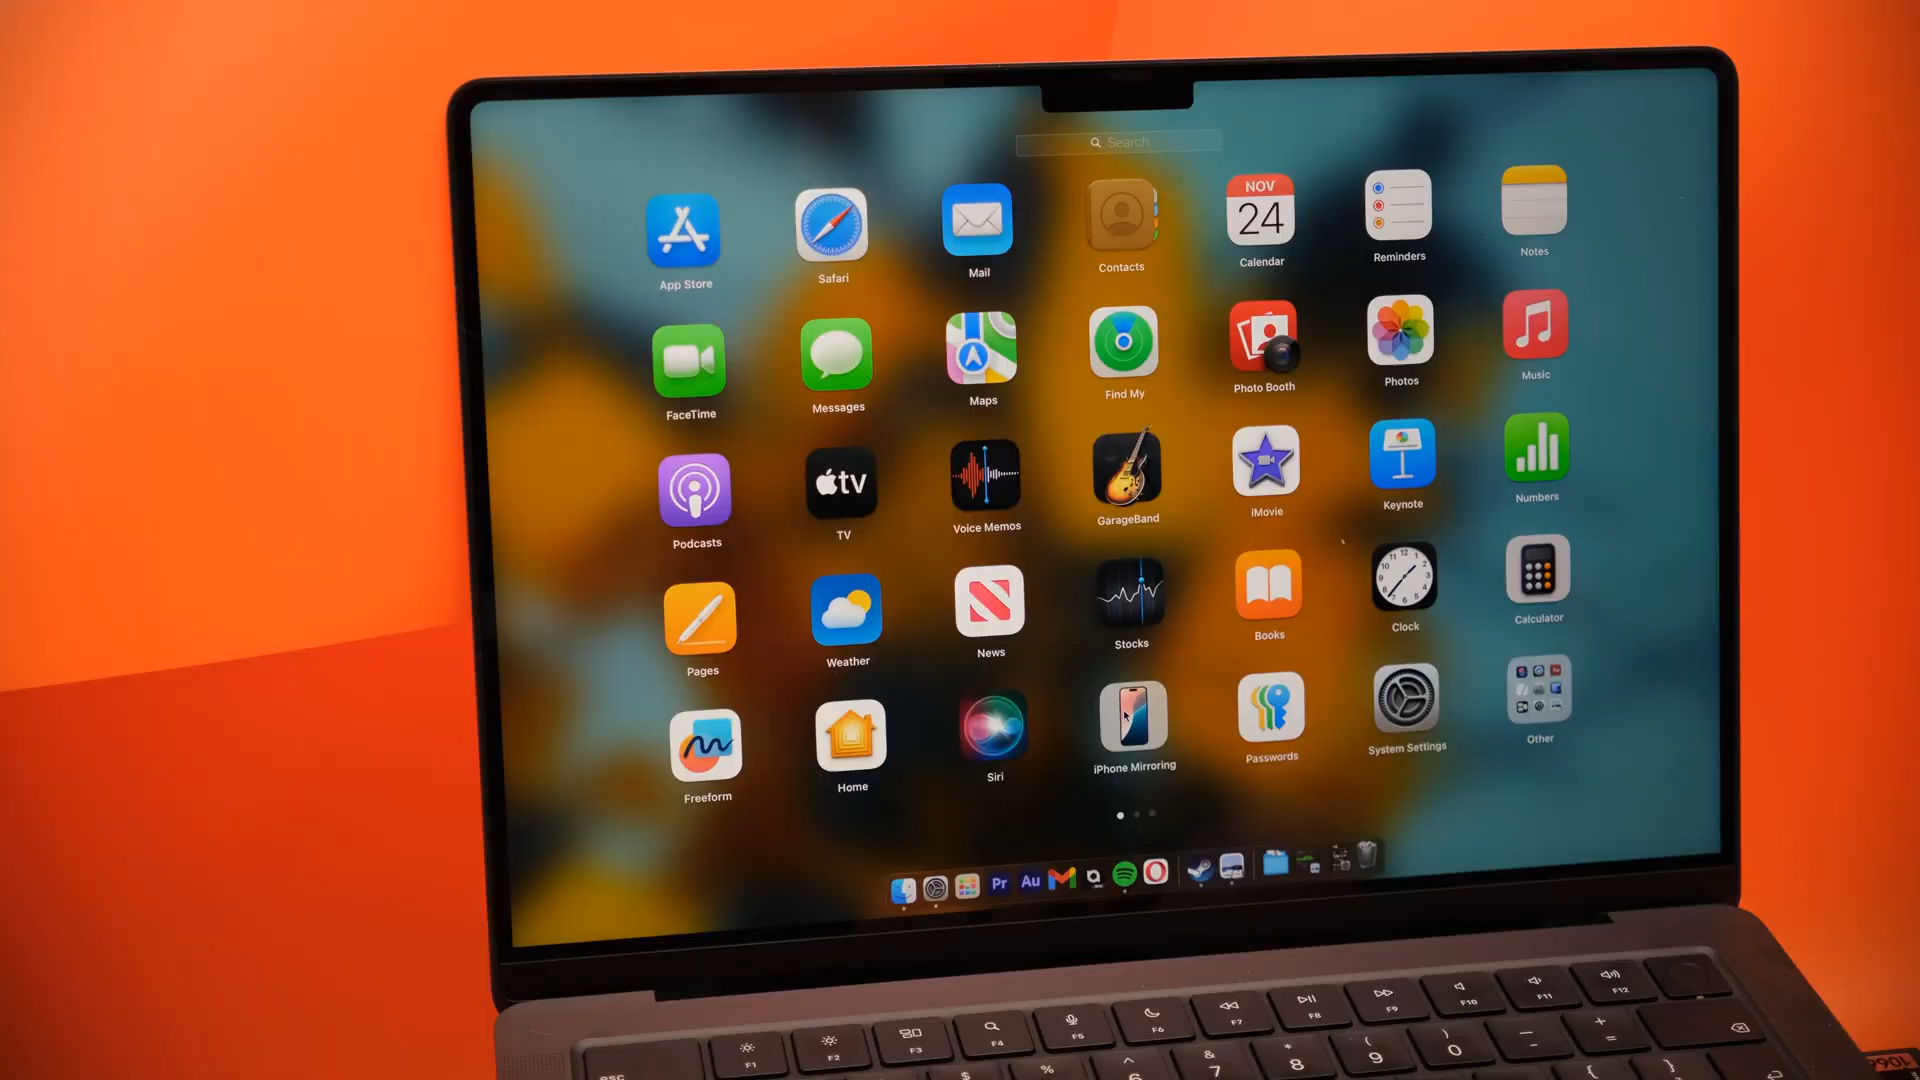 Search
App Store
Safari
Mail
Contacts
NOV
24
Calendar
Reminders
Notes
FaceTime
Messages
Maps
Find My
Photo Booth
Photos
Music
Podcasts
tv
TV
Voice Memos
GarageBand
iMovie
Keynote
Numbers
Pages
Weather
News
Stocks
Books
Clock
Calculator
Freeform
Home
Siri
iPhone Mirroring
Passwords
System Settings
Other
Pr Au
esc F1 F2 F3 F4 F5 F6 F7 F8 F9 F10 F11 F12
$ % ^ 6 & 7 * 8 ( 9 ) 0 — - + =
{ }